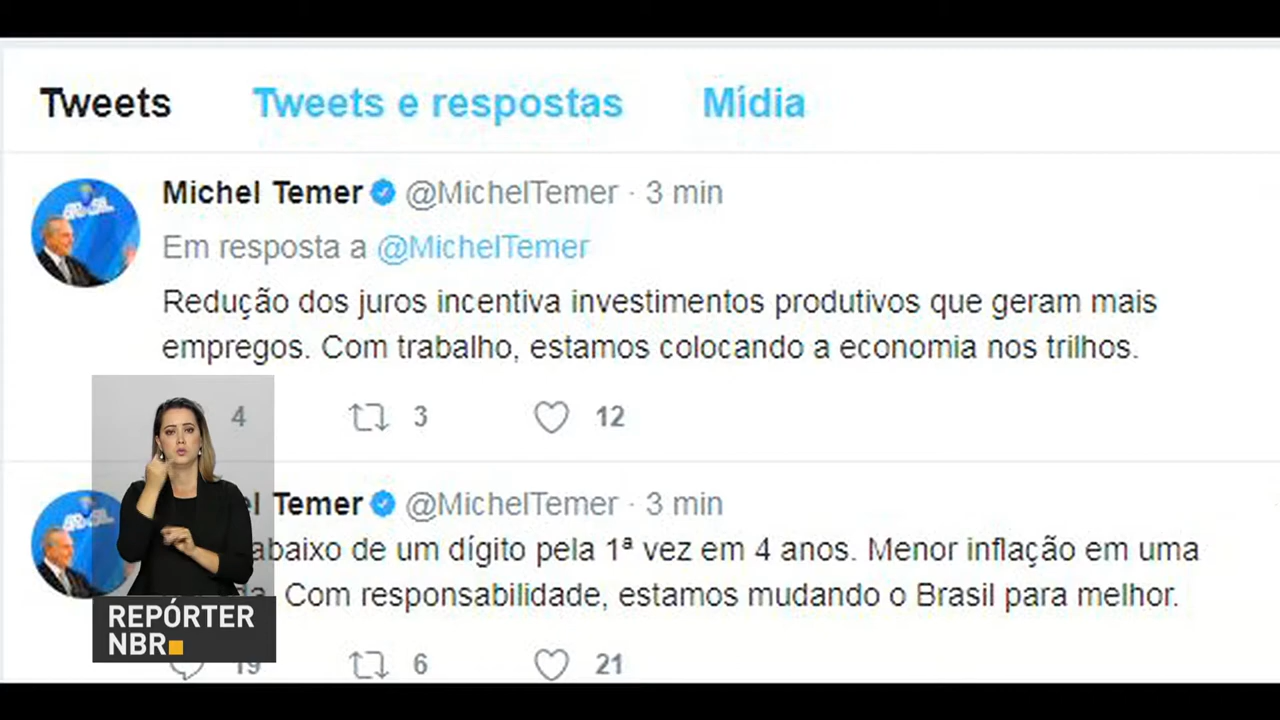 Tweets Tweets e respostas Mídia
Michel Temer @MichelTemer · 3 min
Em resposta a @MichelTemer
Redução dos juros incentiva investimentos produtivos que geram mais
empregos. Com trabalho, estamos colocando a economia nos trilhos.
4 3 12
Temer @MichelTemer · 3 min
abaixo de um dígito pela 1ª vez em 4 anos. Menor inflação em uma
Com responsabilidade, estamos mudando o Brasil para melhor.
19 6 21
REPÓRTER
NBR